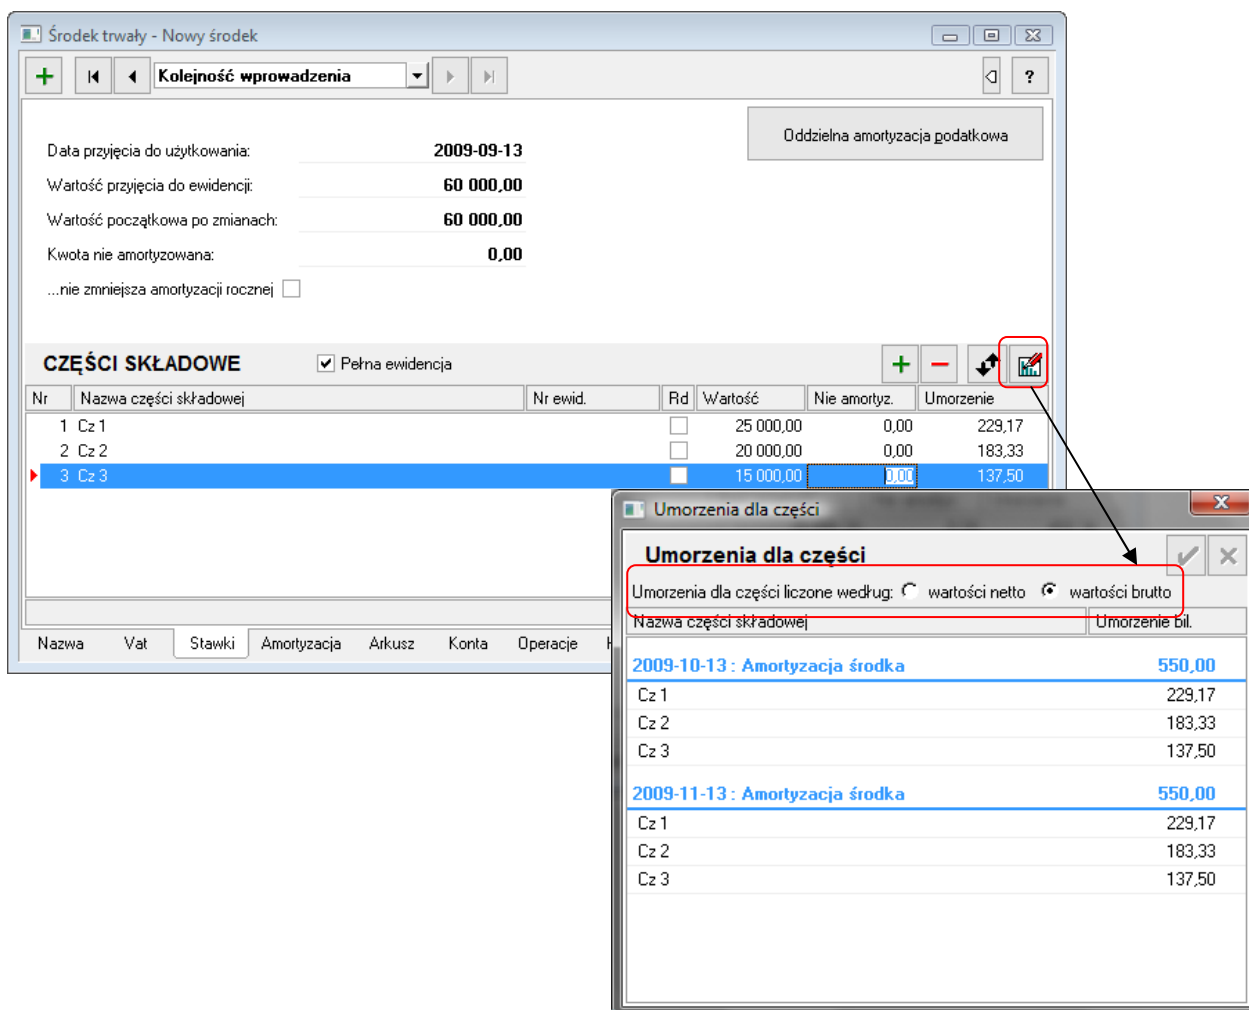 Środek trwały - Nowy środek
Kolejność wprowadzenia
?
Oddzielna amortyzacja podatkowa
Data przyjęcia do użytkowania: 2009-09-13
Wartość przyjęcia do ewidencji: 60 000,00
Wartość początkowa po zmianach: 60 000,00
Kwota nie amortyzowana: 0,00
...nie zmniejsza amortyzacji rocznej
CZĘŚCI SKŁADOWE Pełna ewidencja
Nr Nazwa części składowej Nr ewid. Rd Wartość Nie amortyz. Umorzenie
1 Cz 1 25 000,00 0,00 229,17
2 Cz 2 20 000,00 0,00 183,33
3 Cz 3 15 000,00 0,00 137,50
Nazwa Vat Stawki Amortyzacja Arkusz Konta Operacje
Umorzenia dla części
Umorzenia dla części
Umorzenia dla części liczone według: wartości netto wartości brutto
Nazwa części składowej Umorzenie bil.
2009-10-13 : Amortyzacja środka 550,00
Cz 1 229,17
Cz 2 183,33
Cz 3 137,50
2009-11-13 : Amortyzacja środka 550,00
Cz 1 229,17
Cz 2 183,33
Cz 3 137,50